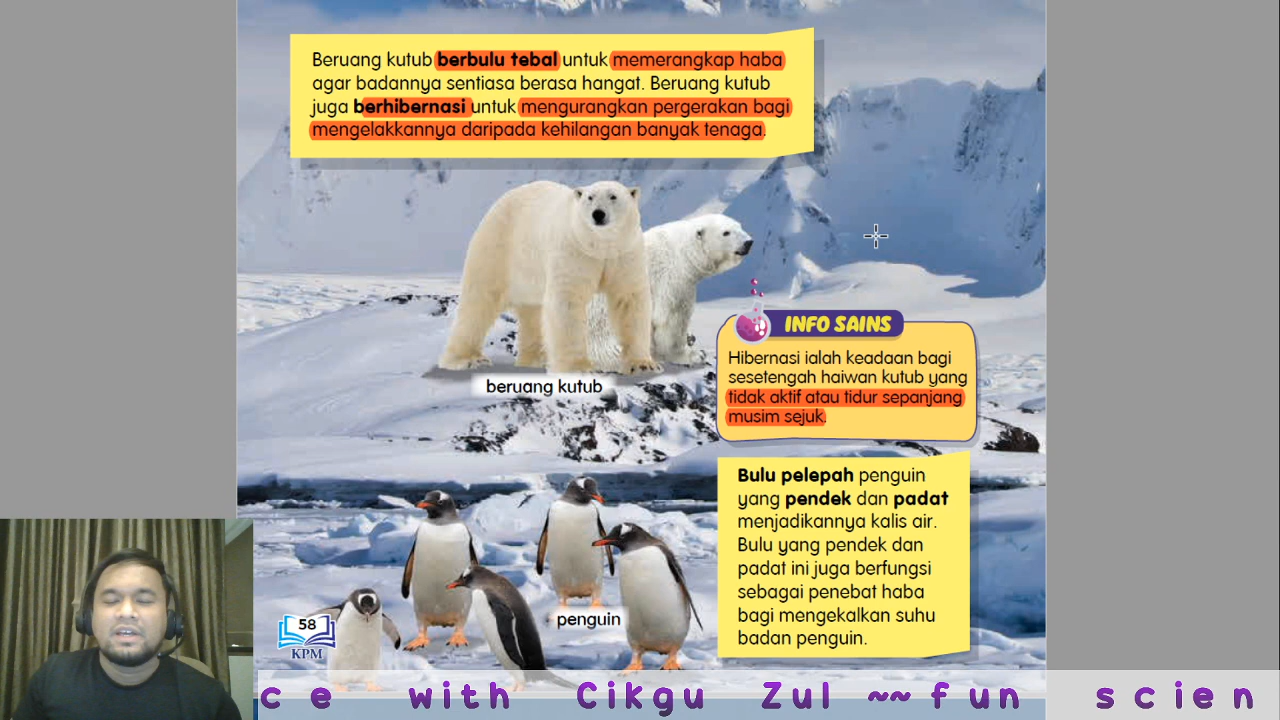 Beruang kutub berbulu tebal untuk memerangkap haba
agar badannya sentiasa berasa hangat. Beruang kutub
juga berhibernasi untuk mengurangkan pergerakan bagi
mengelakkannya daripada kehilangan banyak tenaga.
beruang kutub
INFO SAINS
Hibernasi ialah keadaan bagi
sesetengah haiwan kutub yang
tidak aktif atau tidur sepanjang
musim sejuk.
Bulu pelepah penguin
yang pendek dan padat
menjadikannya kalis air.
Bulu yang pendek dan
padat ini juga berfungsi
sebagai penebat haba
bagi mengekalkan suhu
badan penguin.
penguin
58
KPM
ce with Cikgu Zul ~~fun scien